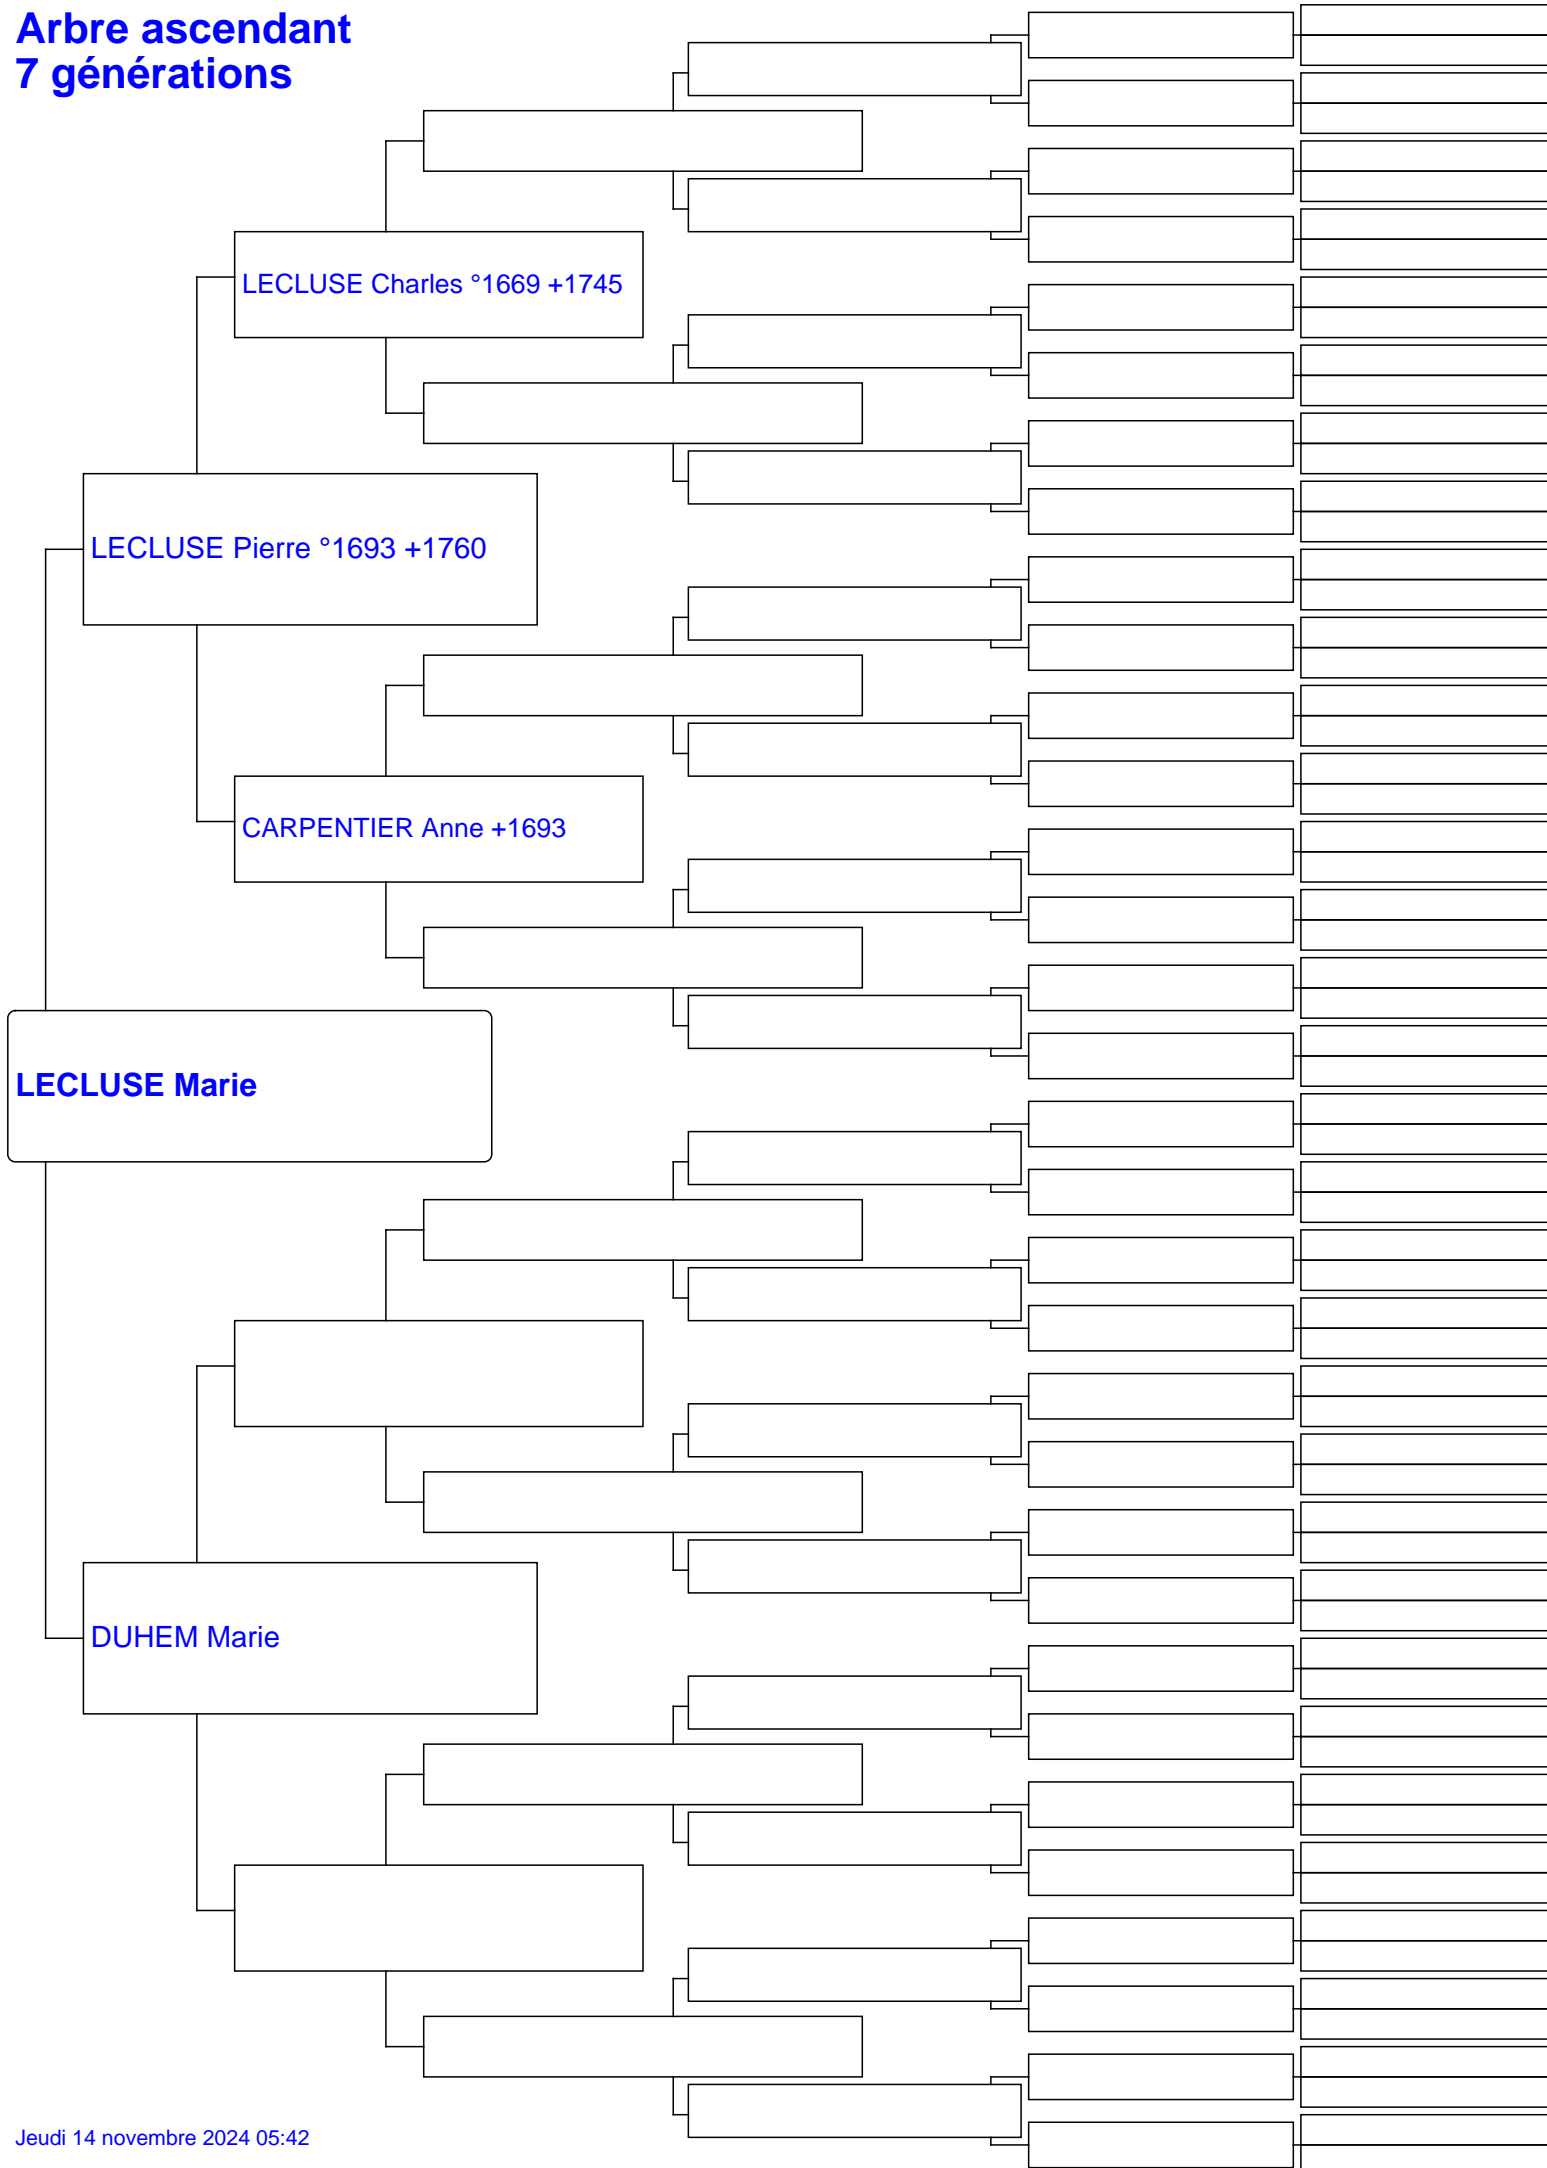 Arbre ascendant
7 générations
LECLUSE Charles °1669 +1745
LECLUSE Pierre °1693 +1760
CARPENTIER Anne +1693
LECLUSE Marie
DUHEM Marie
Jeudi 14 novembre 2024 05:42